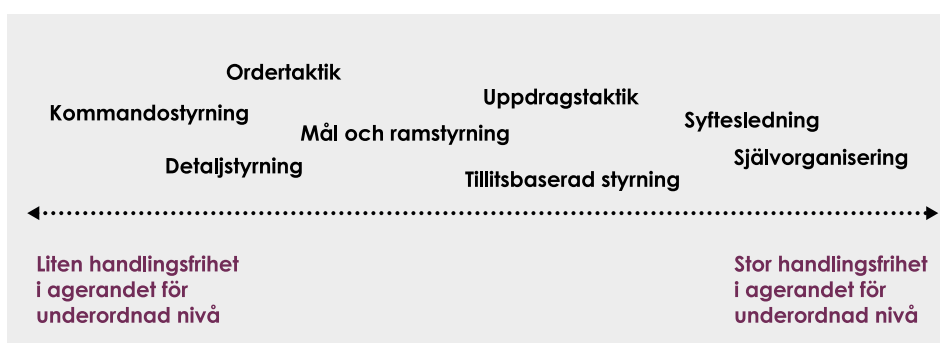 Ordertaktik
Uppdragstaktik
Kommandostyrning
Syftesledning
Mål och ramstyrning
Självorganisering
Detaljstyrning
Tillitsbaserad styrning
Liten handlingsfrihet
i agerandet för
underordnad nivå
Stor handlingsfrihet
i agerandet för
underordnad nivå